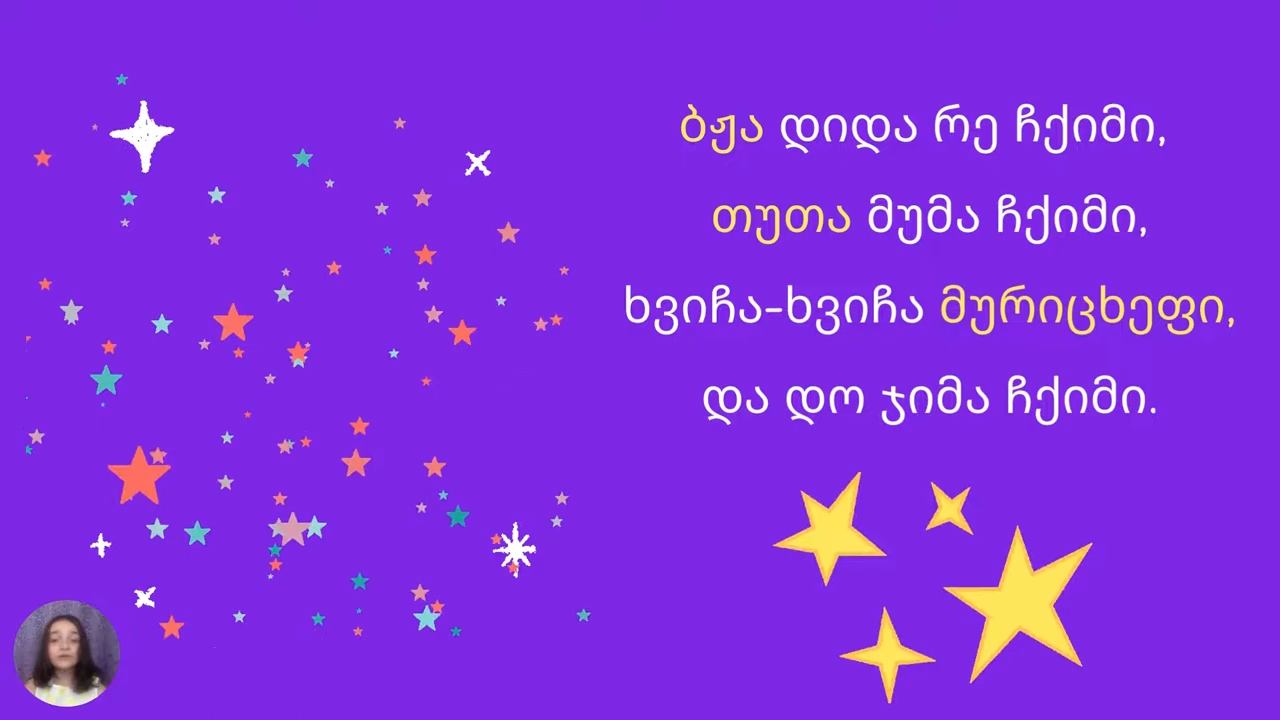 ბჟა დიდა რე ჩქიმი,
თუთა მუმა ჩქიმი,
ხვიჩა-ხვიჩა მურიცხეფი,
და დო ჯიმა ჩქიმი.